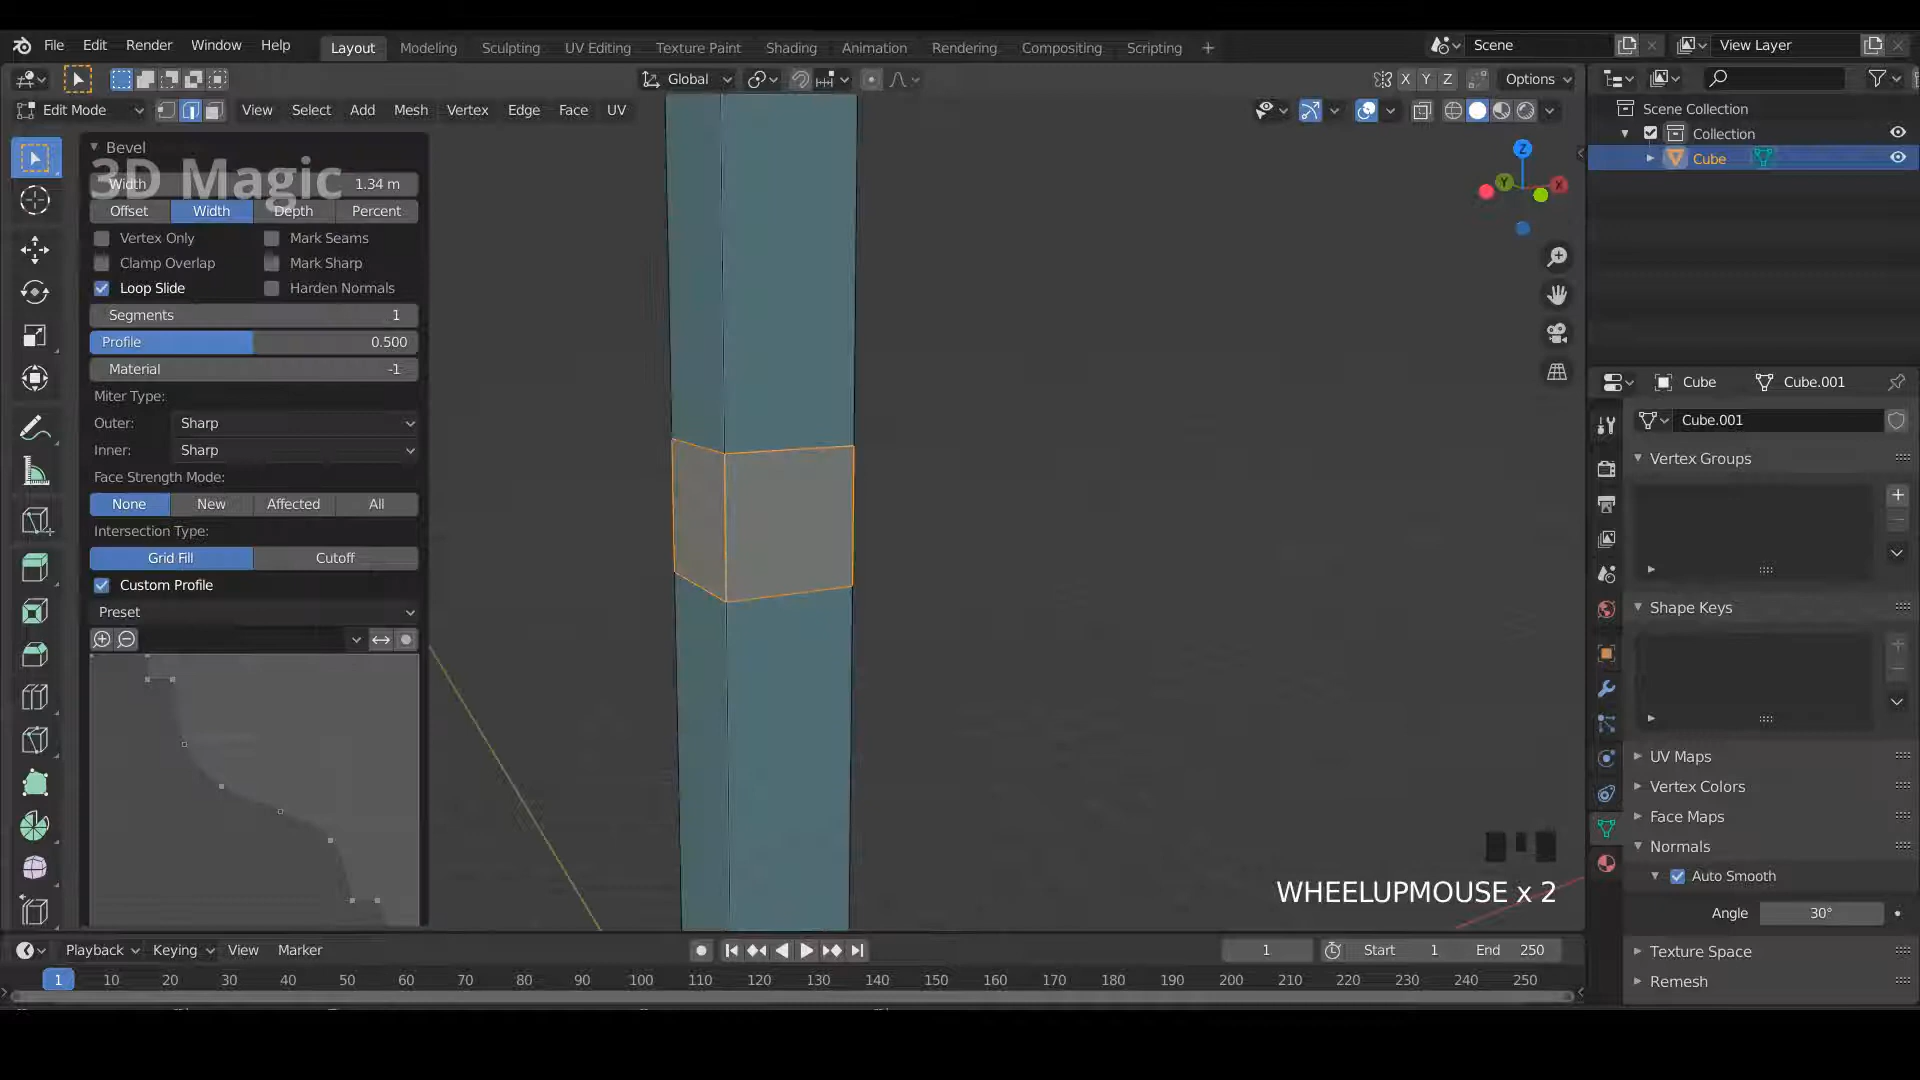 File Edit Render Window Help Layout Modeling Sculpting UV Editing Texture Paint Shading Animation Rendering Compositing Scripting + Scene View Layer
Global X Y Z Options
Edit Mode View Select Add Mesh Vertex Edge Face UV
Scene Collection
Collection
Cube
Bevel
3D Magic
Width 1.34 m
Offset Width Depth Percent
Vertex Only Mark Seams
Clamp Overlap Mark Sharp
Loop Slide Harden Normals
Segments 1
Profile 0.500
Material -1
Miter Type:
Outer: Sharp
Inner: Sharp
Face Strength Mode:
None New Affected All
Intersection Type:
Grid Fill Cutoff
Custom Profile
Preset
Z Y X
Cube Cube.001
Cube.001
Vertex Groups
Shape Keys
UV Maps
Vertex Colors
Face Maps
Normals
Auto Smooth
Angle 30°
Texture Space
Remesh
WHEELUPMOUSE x 2
Playback Keying View Marker 1 Start 1 End 250
1 10 20 30 40 50 60 70 80 90 100 110 120 130 140 150 160 170 180 190 200 210 220 230 240 250